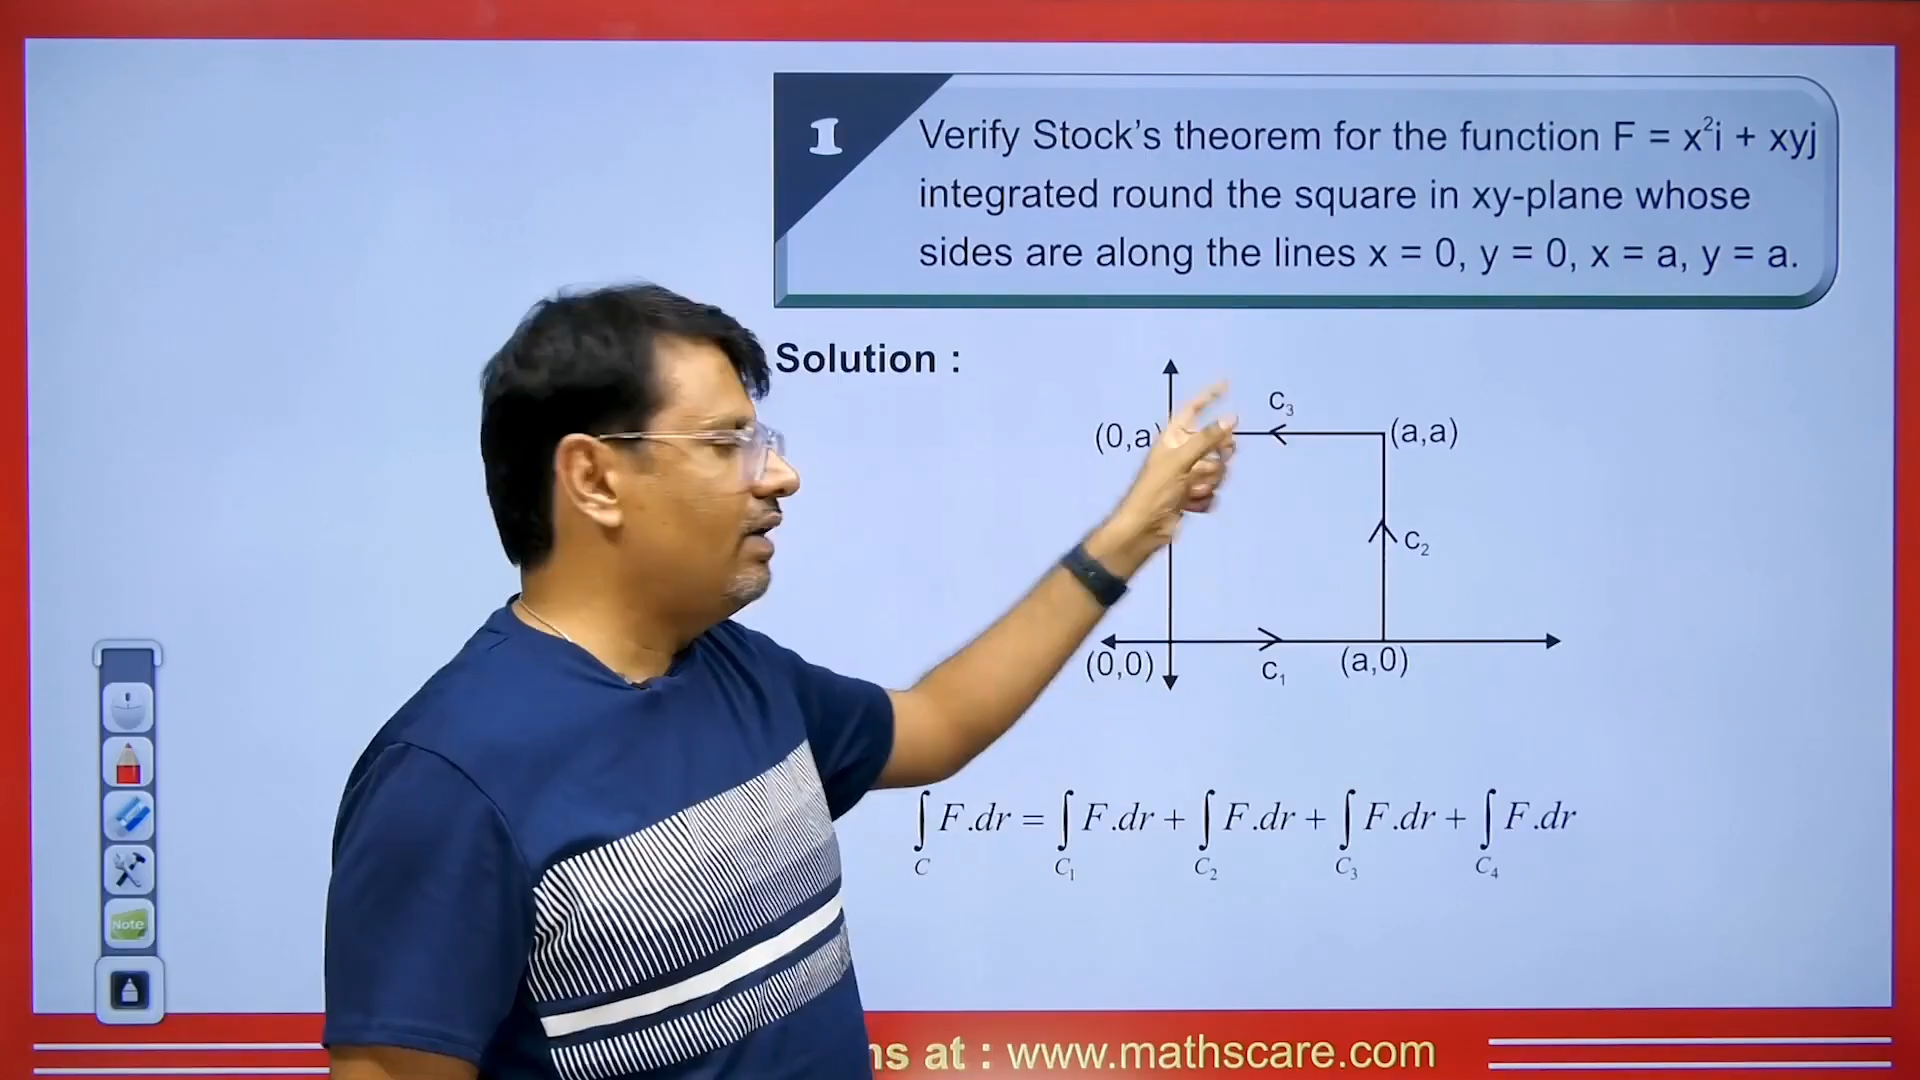 1
Verify Stock’s theorem for the function F = x²i + xyj
integrated round the square in xy-plane whose
sides are along the lines x = 0, y = 0, x = a, y = a.
Solution :
C₃
(0,a)
(a,a)
C₂
(0,0)
C₁
(a,0)
∫_C F.dr = ∫_C₁ F.dr + ∫_C₂ F.dr + ∫_C₃ F.dr + ∫_C₄ F.dr
Note
at : www.mathscare.com